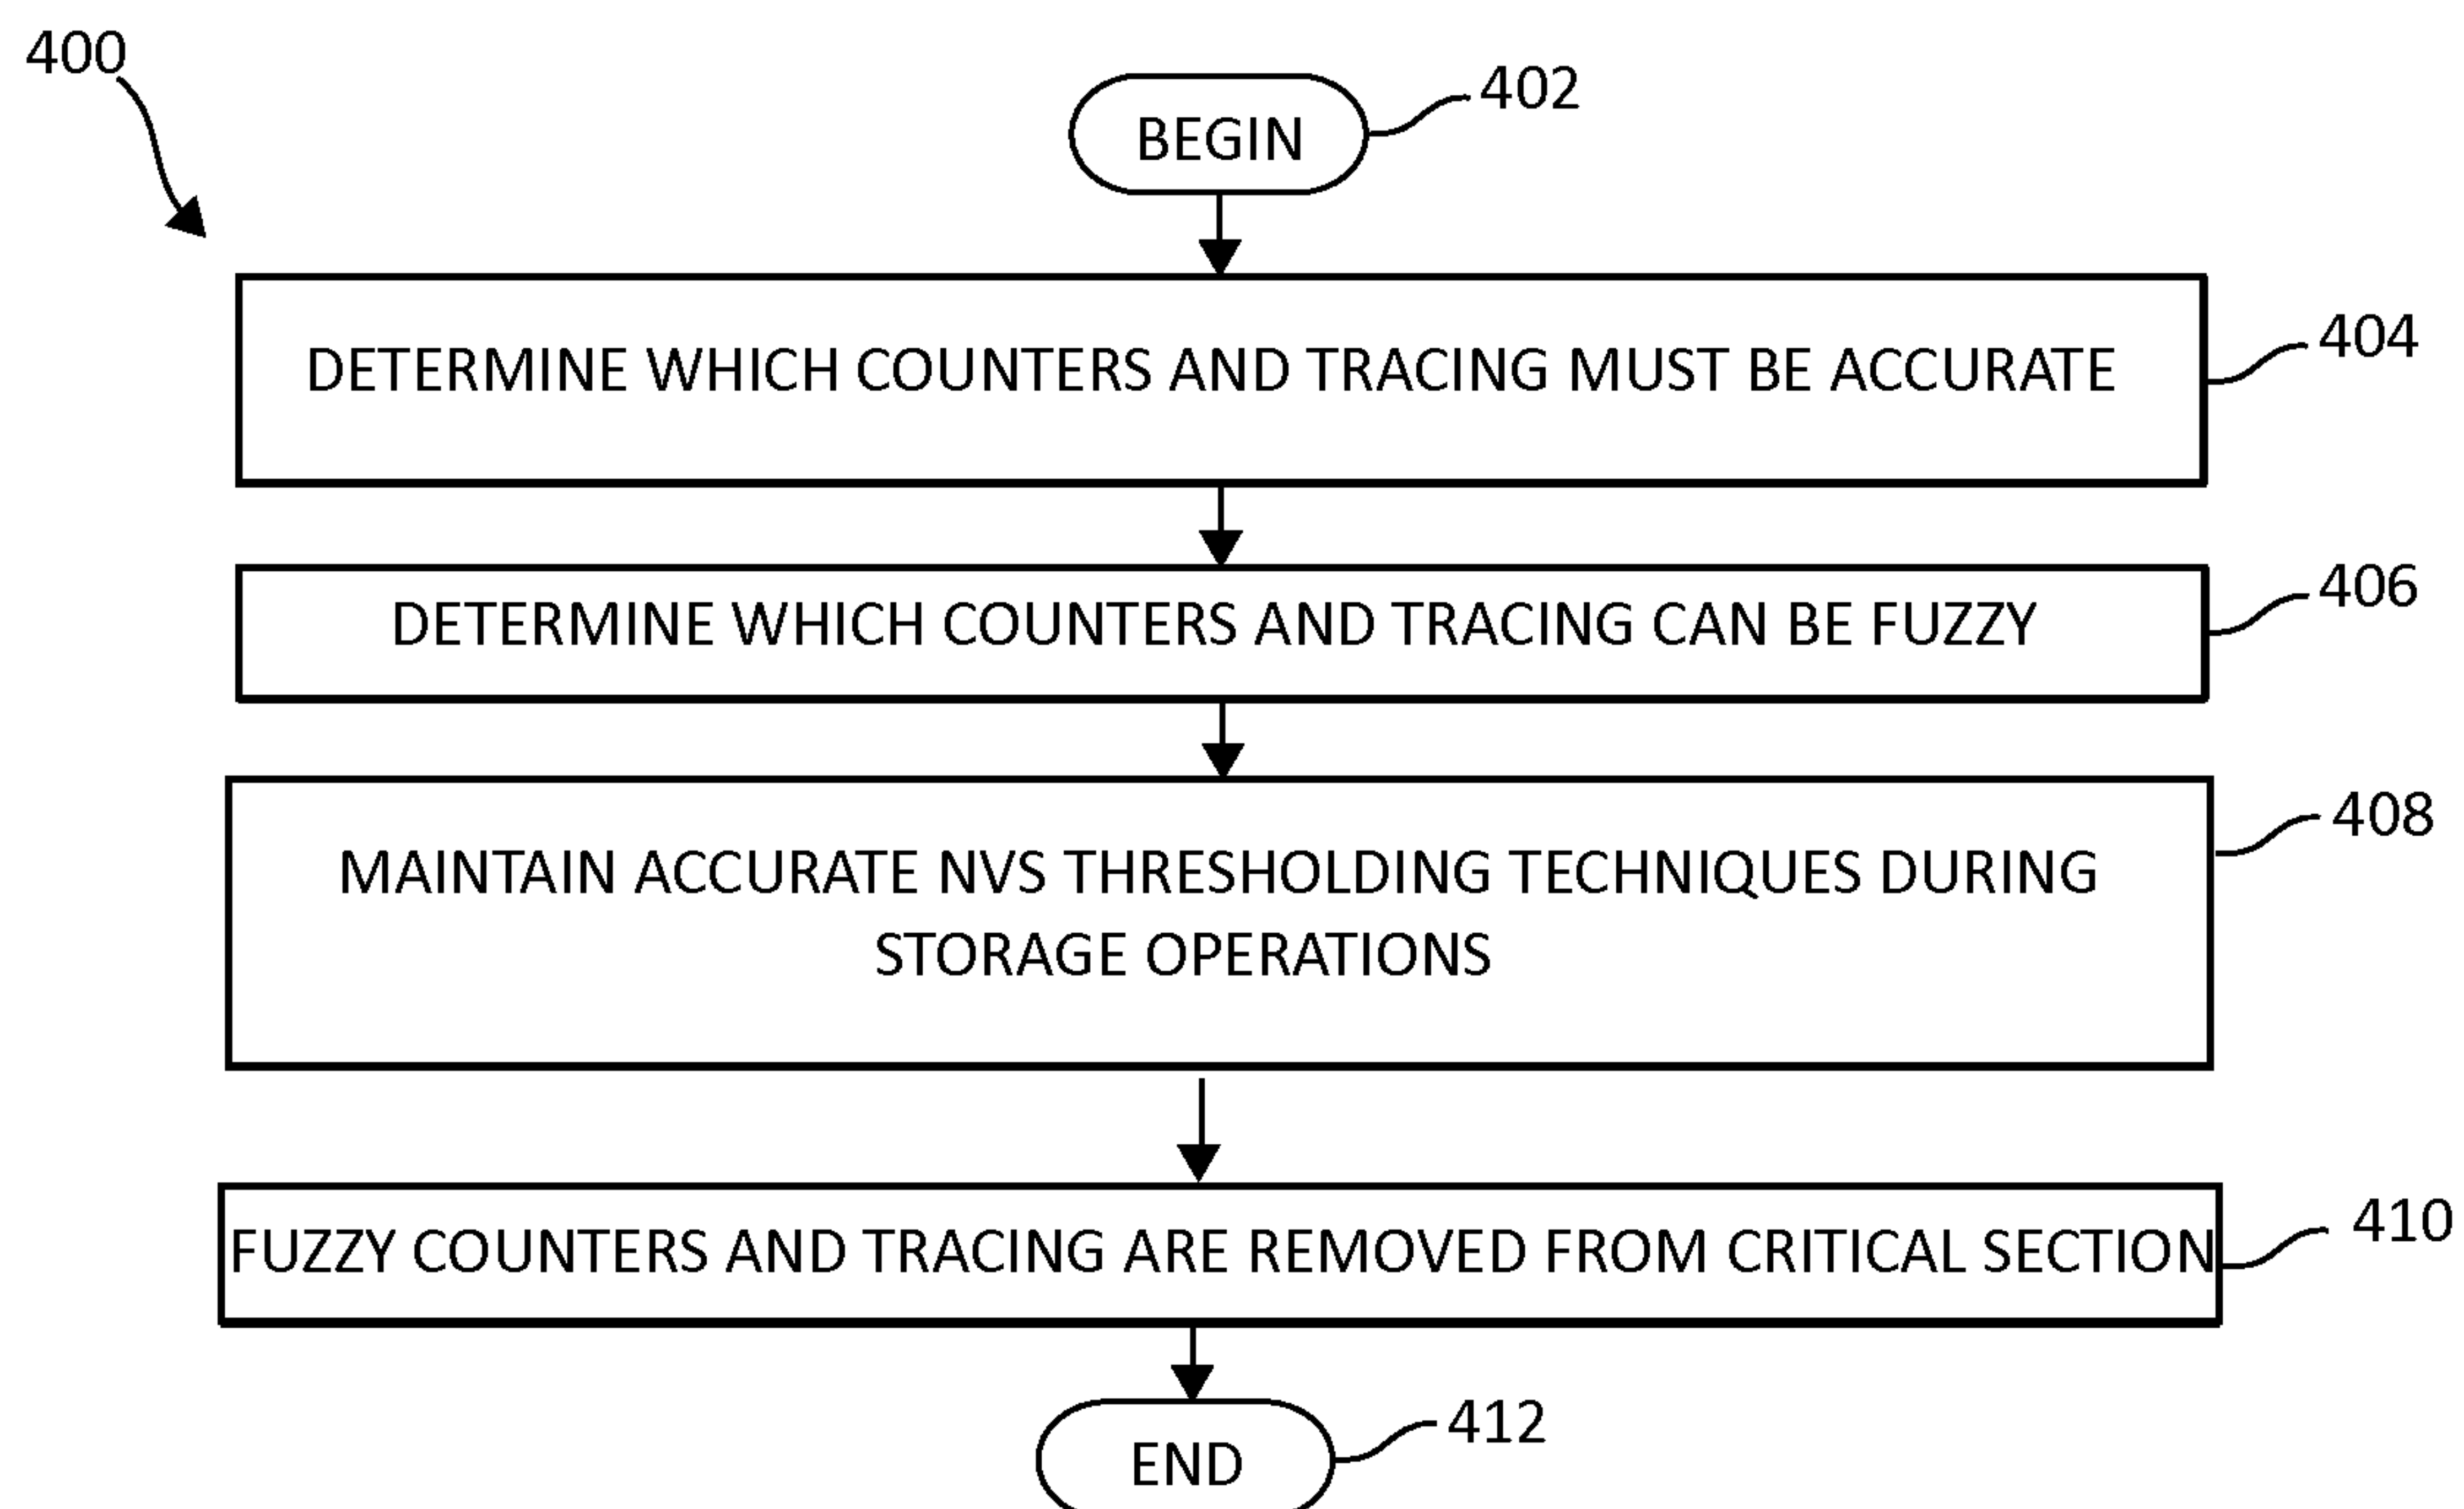 400
BEGIN
402
DETERMINE WHICH COUNTERS AND TRACING MUST BE ACCURATE
404
DETERMINE WHICH COUNTERS AND TRACING CAN BE FUZZY
406
MAINTAIN ACCURATE NVS THRESHOLDING TECHNIQUES DURING
STORAGE OPERATIONS
408
FUZZY COUNTERS AND TRACING ARE REMOVED FROM CRITICAL SECTION
410
END
412